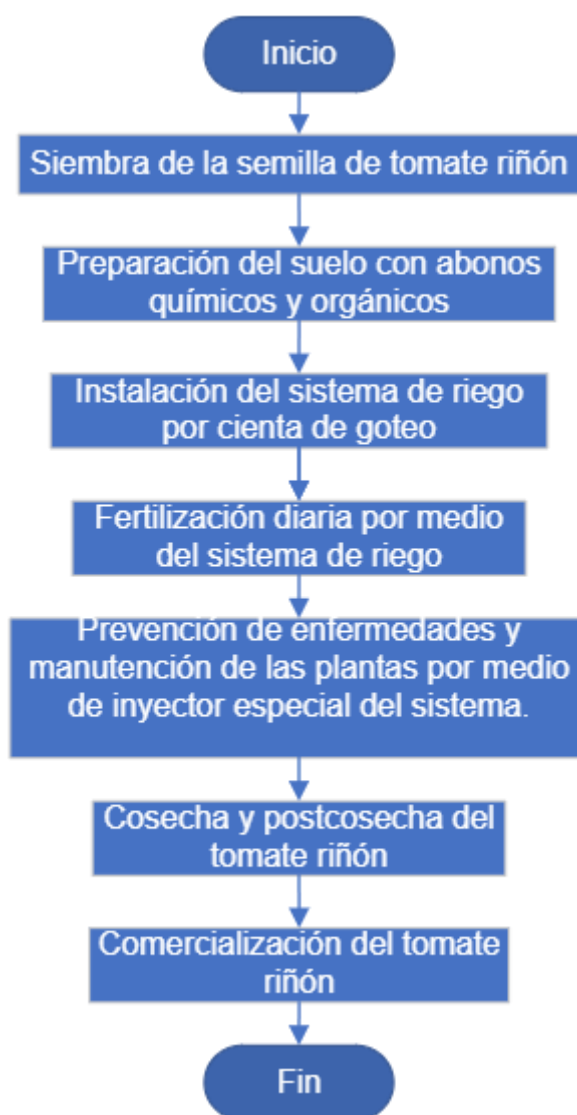 Inicio
Siembra de la semilla de tomate riñón
Preparación del suelo con abonos
químicos y orgánicos
Instalación del sistema de riego
por cienta de goteo
Fertilización diaria por medio
del sistema de riego
Prevención de enfermedades y
manutención de las plantas por medio
de inyector especial del sistema.
Cosecha y postcosecha del
tomate riñón
Comercialización del tomate
riñón
Fin